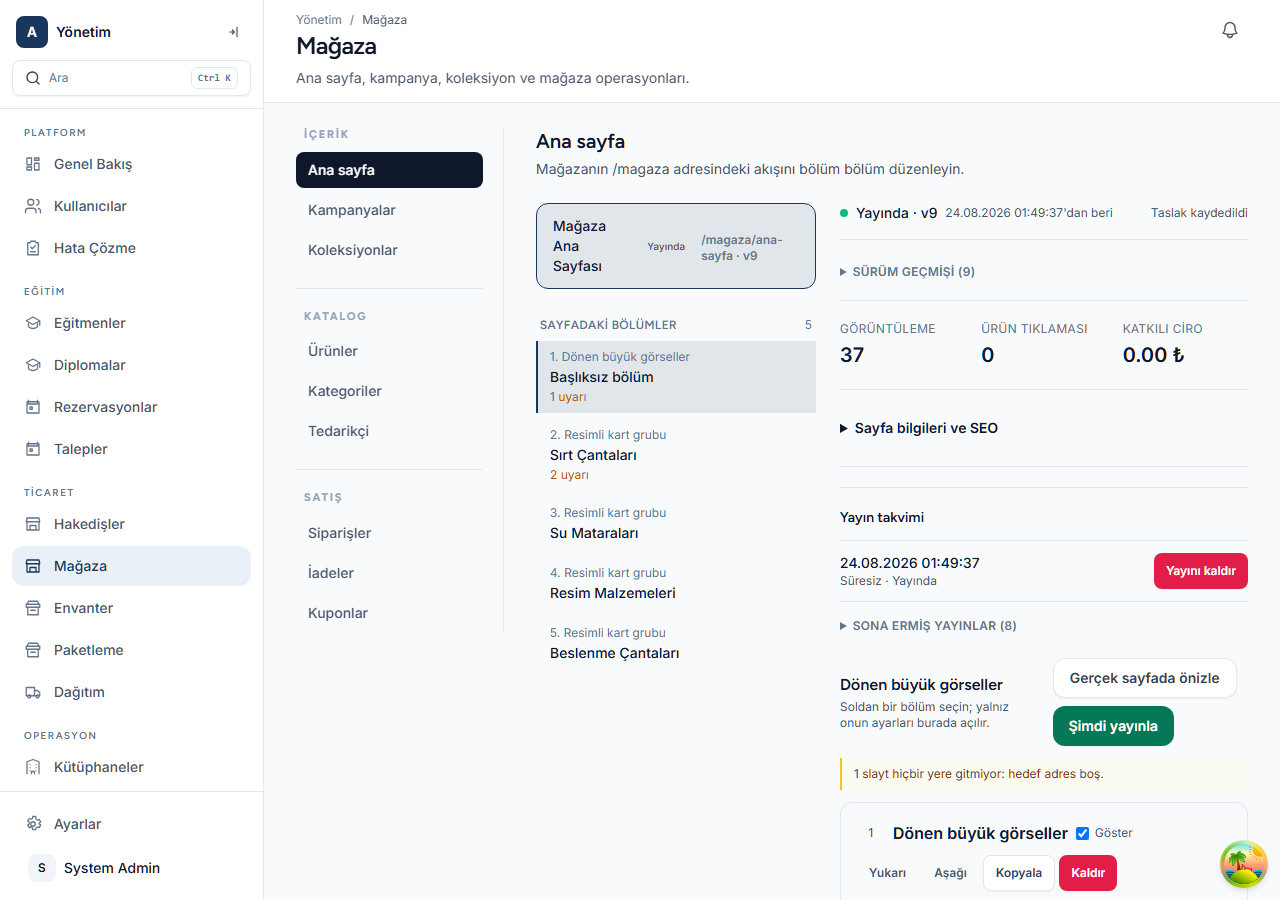 A Yönetim
Ara Ctrl K
PLATFORM
Genel Bakış
Kullanıcılar
Hata Çözme
EĞİTİM
Eğitmenler
Diplomalar
Rezervasyonlar
Talepler
TİCARET
Hakedişler
Mağaza
Envanter
Paketleme
Dağıtım
OPERASYON
Kütüphaneler
Ayarlar
S System Admin
Yönetim / Mağaza
Mağaza
Ana sayfa, kampanya, koleksiyon ve mağaza operasyonları.
İÇERİK
Ana sayfa
Kampanyalar
Koleksiyonlar
KATALOG
Ürünler
Kategoriler
Tedarikçi
SATIŞ
Siparişler
İadeler
Kuponlar
Ana sayfa
Mağazanın /magaza adresindeki akışını bölüm bölüm düzenleyin.
Mağaza
Ana
Sayfası
Yayında
/magaza/ana-
sayfa · v9
SAYFADAKİ BÖLÜMLER 5
1. Dönen büyük görseller
Başlıksız bölüm
1 uyarı
2. Resimli kart grubu
Sırt Çantaları
2 uyarı
3. Resimli kart grubu
Su Mataraları
4. Resimli kart grubu
Resim Malzemeleri
5. Resimli kart grubu
Beslenme Çantaları
Yayında · v9 24.08.2026 01:49:37'dan beri Taslak kaydedildi
SÜRÜM GEÇMİŞİ (9)
GÖRÜNTÜLEME ÜRÜN TIKLAMASI KATKILI CİRO
37 0 0.00 ₺
Sayfa bilgileri ve SEO
Yayın takvimi
24.08.2026 01:49:37
Süresiz · Yayında
Yayını kaldır
SONA ERMİŞ YAYINLAR (8)
Dönen büyük görseller
Soldan bir bölüm seçin; yalnız
onun ayarları burada açılır.
Gerçek sayfada önizle
Şimdi yayınla
1 slayt hiçbir yere gitmiyor: hedef adres boş.
1 Dönen büyük görseller Göster
Yukarı Aşağı Kopyala Kaldır